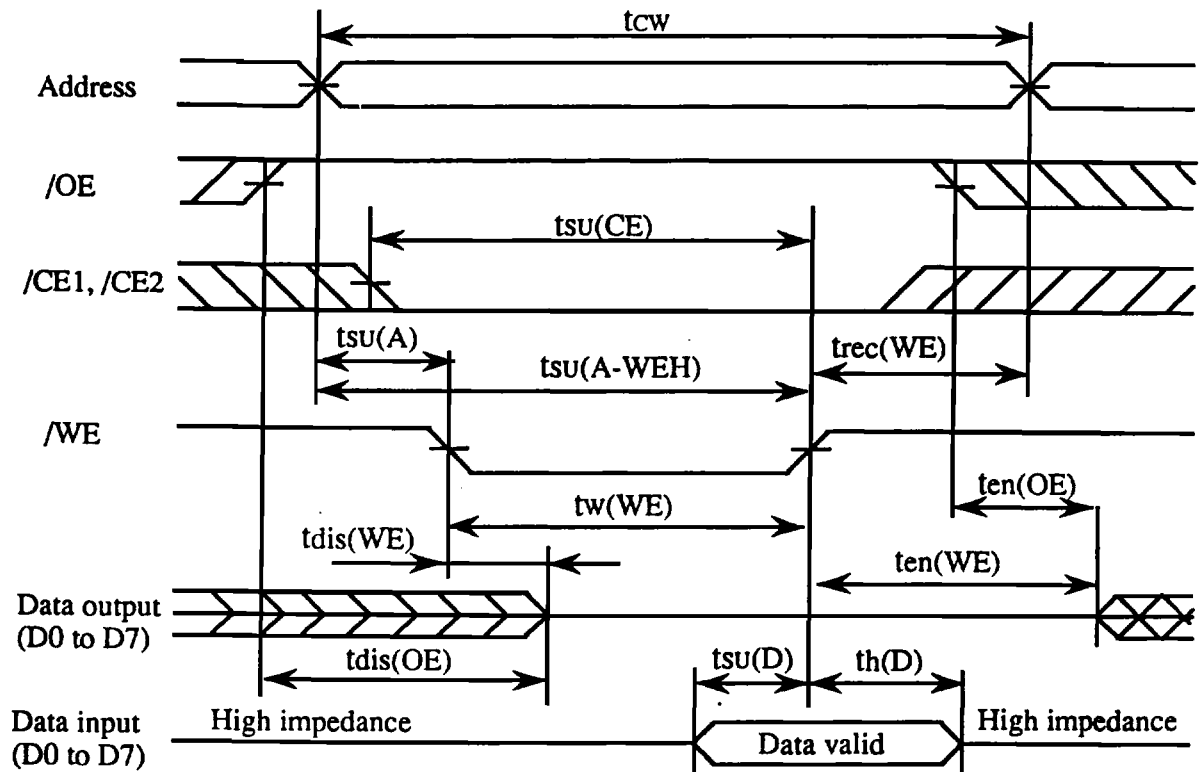 tCW
Address
/OE
tsu(CE)
/CE1, /CE2
tsu(A)
tsu(A-WEH)
trec(WE)
/WE
tw(WE)
ten(OE)
tdis(WE)
ten(WE)
Data output
(D0 to D7)
tdis(OE)
tsu(D)
th(D)
Data input
(D0 to D7)
High impedance
Data valid
High impedance